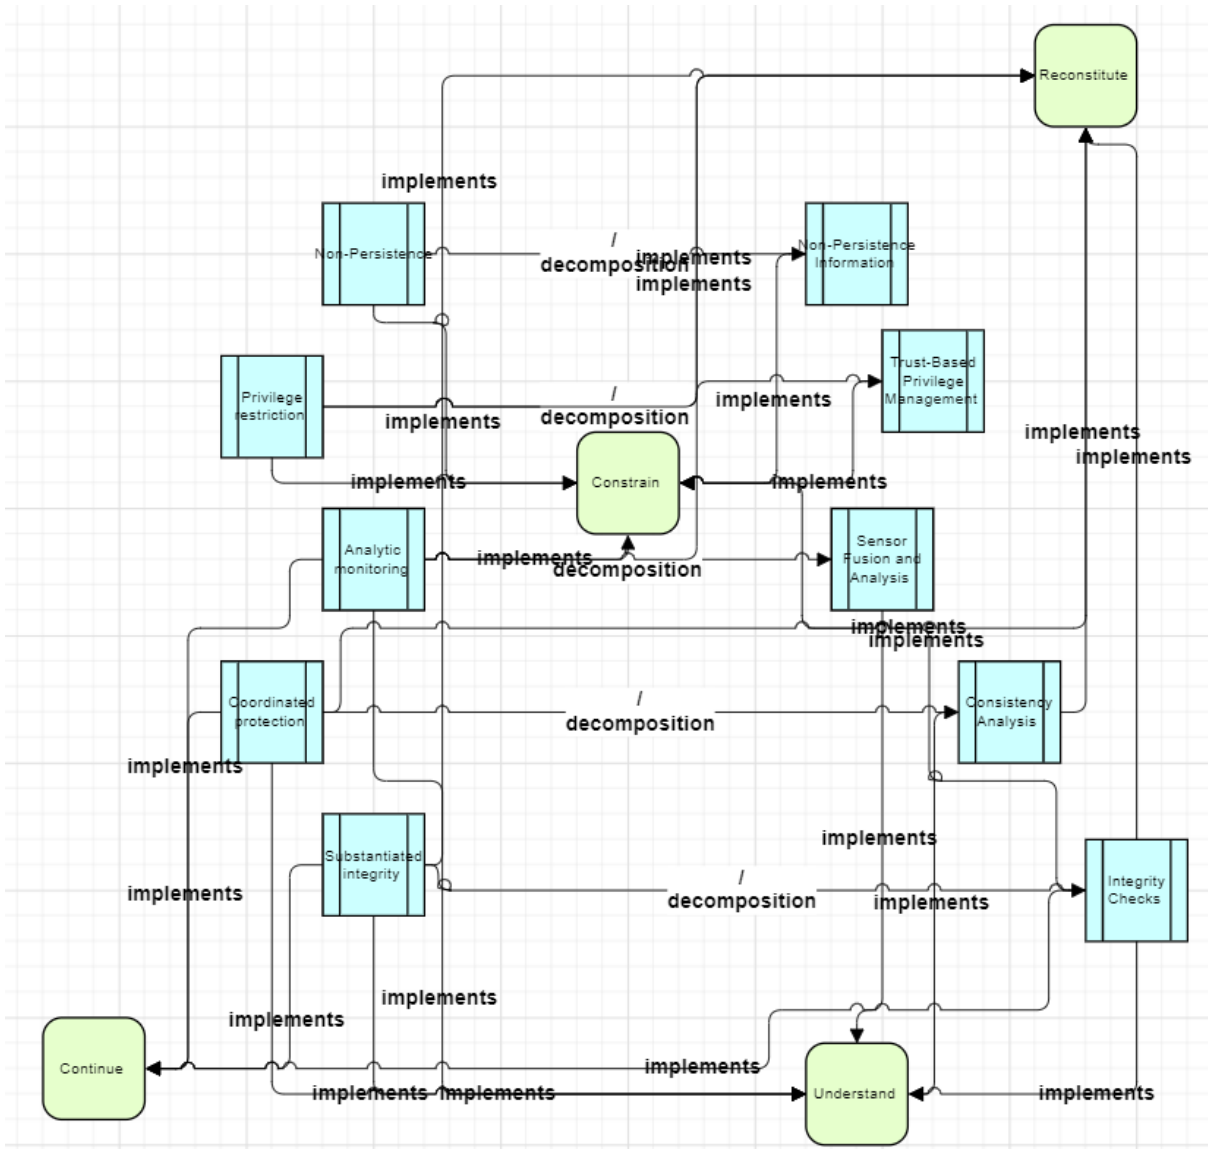 Reconstitute
implements
/
decomposition
implements
implements
Non-Persistence
Non-Persistence
Information
Trust-Based
Privilege
Management
/
decomposition
implements
implements
Privilege
restriction
implements
implements
implements
Constrain
implements
Analytic
monitoring
implements
decomposition
Sensor
Fusion and
Analysis
implements
implements
Coordinated
protection
/
decomposition
Consistency
Analysis
implements
implements
Substantiated
integrity
/
decomposition
implements
Integrity
Checks
implements
implements
implements
Continue
implements
implements
implements
Understand
implements